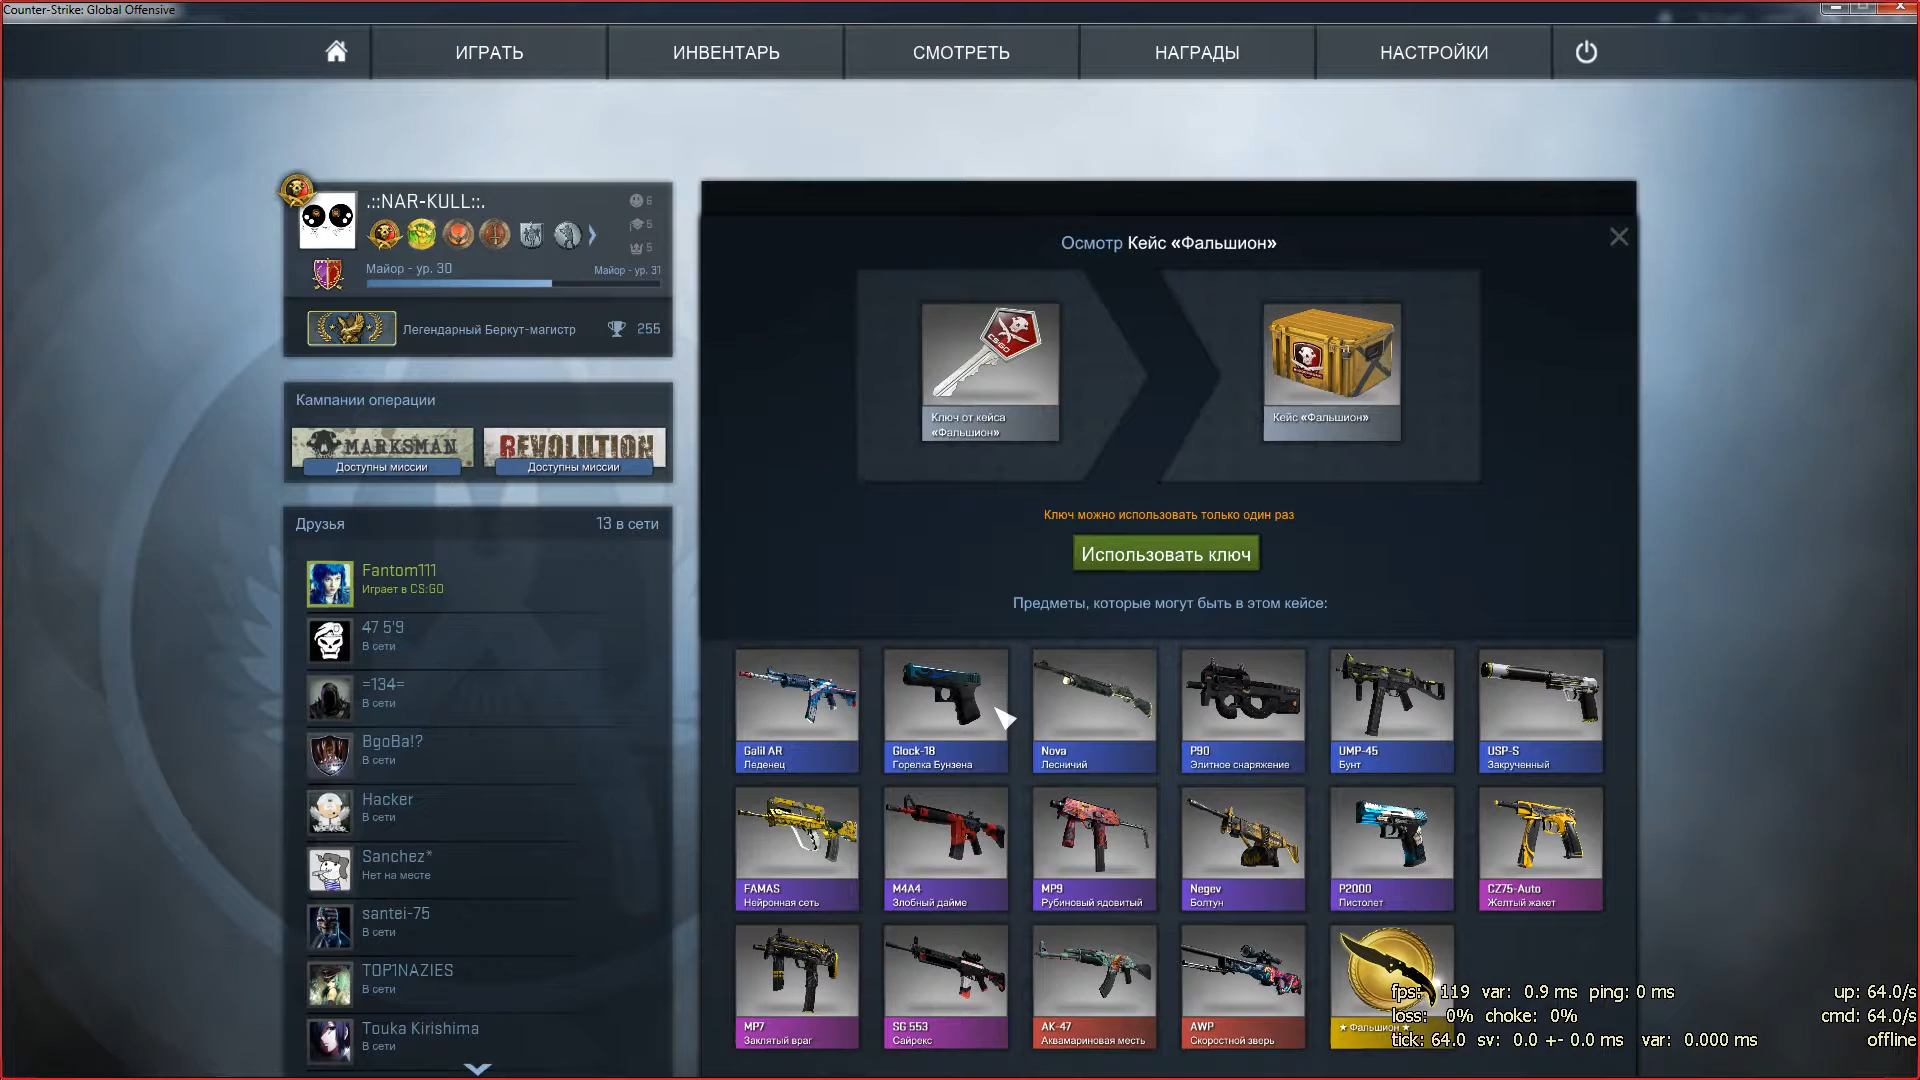 Counter-Strike: Global Offensive
ИГРАТЬ
ИНВЕНТАРЬ
СМОТРЕТЬ
НАГРАДЫ
НАСТРОЙКИ
.::NAR-KULL::.
6
5
5
Майор - ур. 30
Майор - ур. 31
Легендарный Беркут-магистр
255
Кампании операции
MARKSMAN
Доступны миссии
REVOLUTION
Доступны миссии
Друзья
13 в сети
Fantom111
Играет в CS:GO
47 5'9
В сети
=134=
В сети
BgoBa!?
В сети
Hacker
В сети
Sanchez*
Нет на месте
santei-75
В сети
TOP1NAZIES
В сети
Touka Kirishima
В сети
Осмотр Кейс «Фальшион»
CS:GO
Ключ от кейса
«Фальшион»
Кейс «Фальшион»
Ключ можно использовать только один раз
Использовать ключ
Предметы, которые могут быть в этом кейсе:
Galil AR
Леденец
Glock-18
Горелка Бунзена
Nova
Лесничий
P90
Элитное снаряжение
UMP-45
Бунт
USP-S
Закрученный
FAMAS
Нейронная сеть
M4A4
Злобный дайме
MP9
Рубиновый ядовитый
Negev
Болтун
P2000
Пистолет
CZ75-Auto
Желтый жакет
MP7
Заклятый враг
SG 553
Сайрекс
AK-47
Аквамариновая месть
AWP
Скоростной зверь
★ Фальшион ★
fps: 119 var: 0.9 ms ping: 0 ms
up: 64.0/s
loss: 0% choke: 0%
cmd: 64.0/s
tick: 64.0 sv: 0.0 +- 0.0 ms var: 0.000 ms
offline